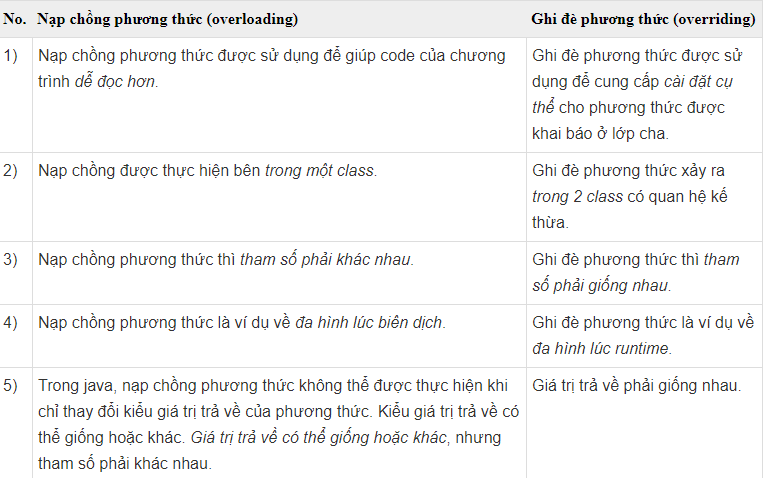 No. Nạp chồng phương thức (overloading) Ghi đè phương thức (overriding)
1) Nạp chồng phương thức được sử dụng để giúp code của chương
trình dễ đọc hơn.
Ghi đè phương thức được sử
dụng để cung cấp cài đặt cụ
thể cho phương thức được
khai báo ở lớp cha.
2) Nạp chồng được thực hiện bên trong một class.
Ghi đè phương thức xảy ra
trong 2 class có quan hệ kế
thừa.
3) Nạp chồng phương thức thì tham số phải khác nhau.
Ghi đè phương thức thì tham
số phải giống nhau.
4) Nạp chồng phương thức là ví dụ về đa hình lúc biên dịch.
Ghi đè phương thức là ví dụ về
đa hình lúc runtime.
5) Trong java, nạp chồng phương thức không thể được thực hiện khi
chỉ thay đổi kiểu giá trị trả về của phương thức. Kiểu giá trị trả về có
thể giống hoặc khác. Giá trị trả về có thể giống hoặc khác, nhưng
tham số phải khác nhau.
Giá trị trả về phải giống nhau.